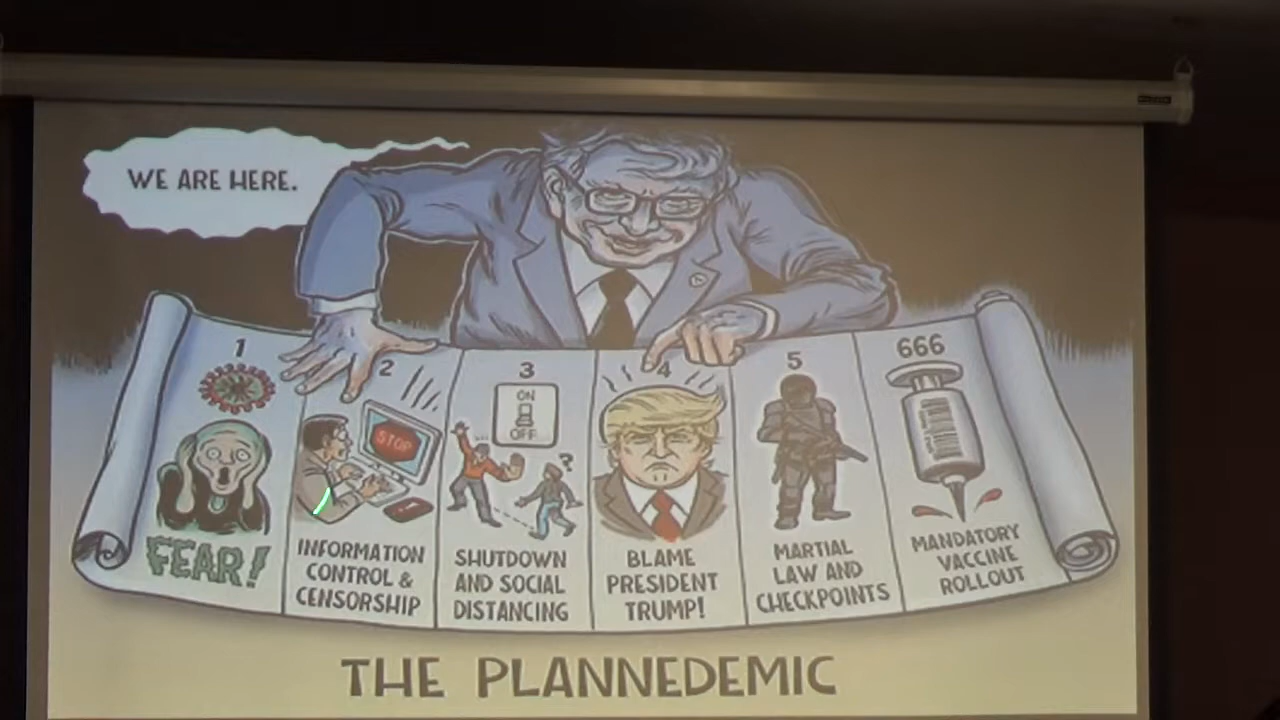 WE ARE HERE.
1
2
3
4
5
666
ON
OFF
STOP
?
FEAR!
INFORMATION
CONTROL &
CENSORSHIP
SHUTDOWN
AND SOCIAL
DISTANCING
BLAME
PRESIDENT
TRUMP!
MARTIAL
LAW AND
CHECKPOINTS
MANDATORY
VACCINE
ROLLOUT
THE PLANNEDEMIC